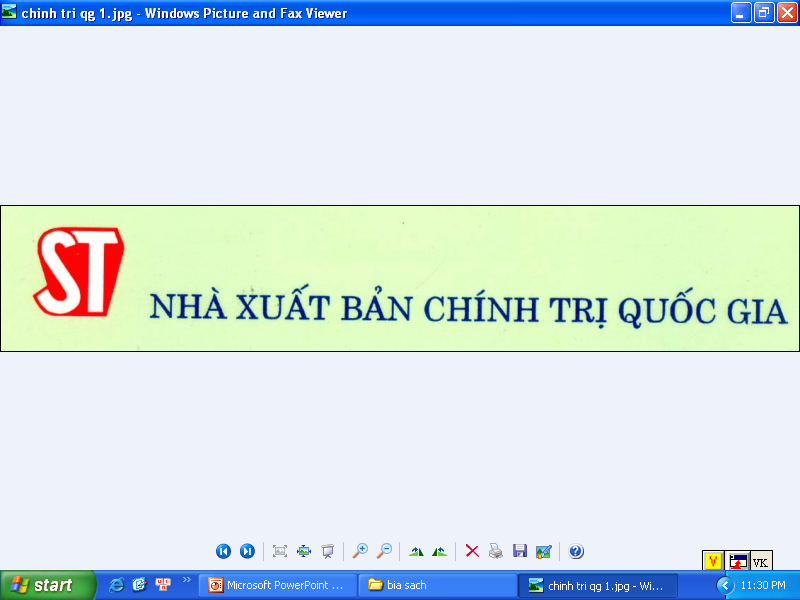 chinh tri qg 1.jpg - Windows Picture and Fax Viewer
ST
NHÀ XUẤT BẢN CHÍNH TRỊ QUỐC GIA
V
VK
start
Microsoft PowerPoint ...
bia sach
chinh tri qg 1.jpg - Wi...
11:30 PM